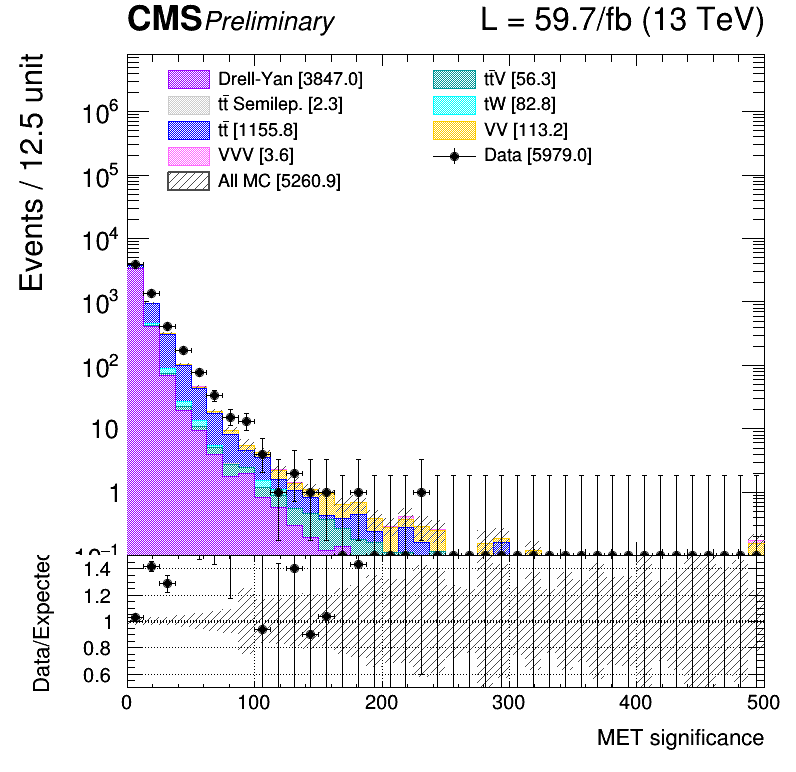 CMS Preliminary L = 59.7/fb (13 TeV)
Drell-Yan [3847.0] tt̄V [56.3]
tt̄ Semilep. [2.3] tW [82.8]
tt̄ [1155.8] VV [113.2]
VVV [3.6] Data [5979.0]
All MC [5260.9]
Events / 12.5 unit
10⁶
10⁵
10⁴
10³
10²
10
1
10⁻¹
Data/Expected
1.4
1.2
1
0.8
0.6
0 100 200 300 400 500
MET significance